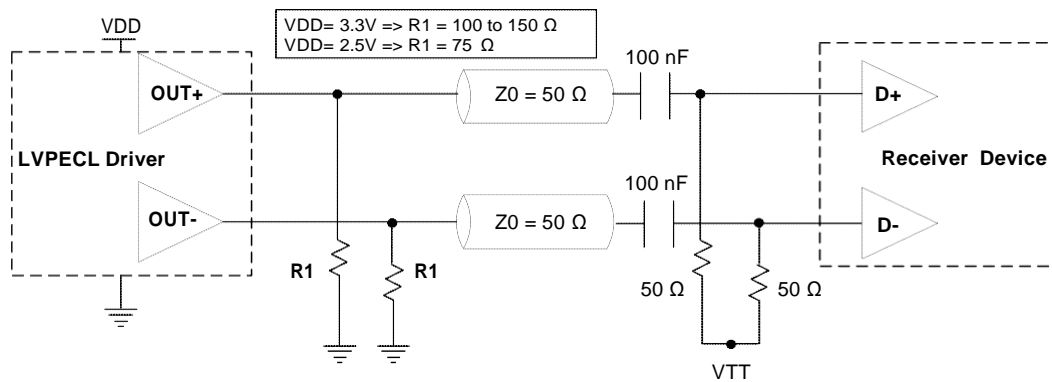 VDD
VDD= 3.3V => R1 = 100 to 150 Ω
VDD= 2.5V => R1 = 75 Ω
100 nF
OUT+
Z0 = 50 Ω
D+
LVPECL Driver
Receiver Device
100 nF
OUT-
Z0 = 50 Ω
D-
R1
R1
50 Ω
50 Ω
VTT